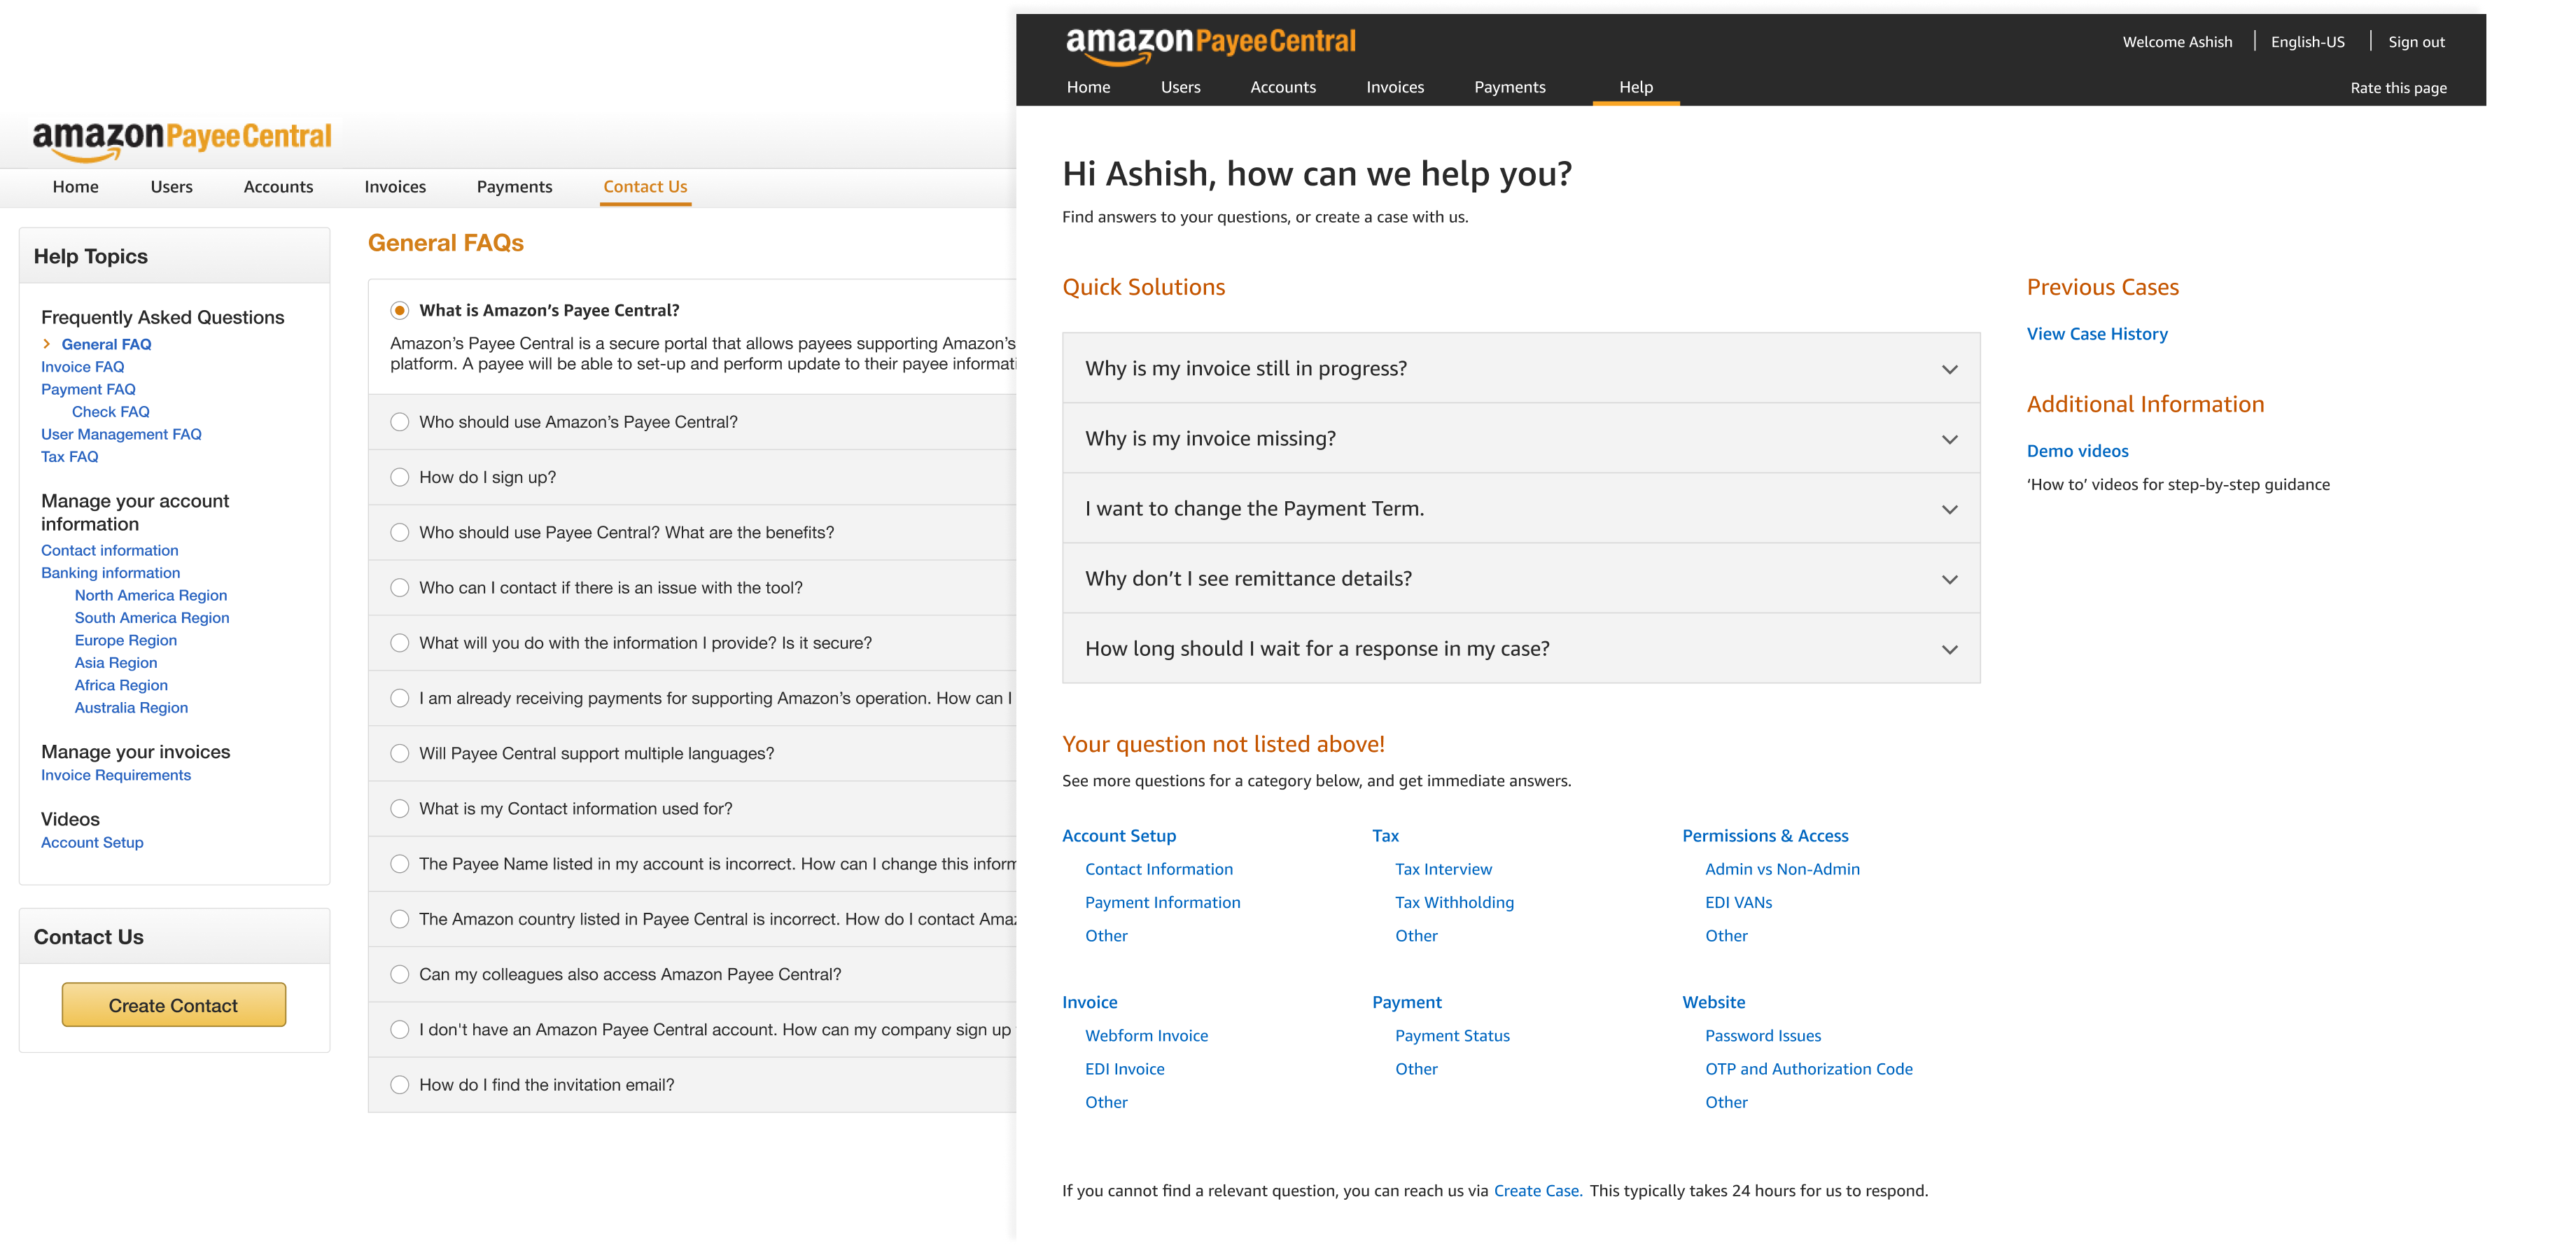 amazonPayeeCentral
Home Users Accounts Invoices Payments Contact Us
Help Topics
Frequently Asked Questions
General FAQ
Invoice FAQ
Payment FAQ
Check FAQ
User Management FAQ
Tax FAQ
Manage your account
information
Contact information
Banking information
North America Region
South America Region
Europe Region
Asia Region
Africa Region
Australia Region
Manage your invoices
Invoice Requirements
Videos
Account Setup
Contact Us
Create Contact
General FAQs
What is Amazon’s Payee Central?
Amazon’s Payee Central is a secure portal that allows payees supporting Amazon’s
platform. A payee will be able to set-up and perform update to their payee informati
Who should use Amazon’s Payee Central?
How do I sign up?
Who should use Payee Central? What are the benefits?
Who can I contact if there is an issue with the tool?
What will you do with the information I provide? Is it secure?
I am already receiving payments for supporting Amazon’s operation. How can I
Will Payee Central support multiple languages?
What is my Contact information used for?
The Payee Name listed in my account is incorrect. How can I change this inform
The Amazon country listed in Payee Central is incorrect. How do I contact Amaz
Can my colleagues also access Amazon Payee Central?
I don't have an Amazon Payee Central account. How can my company sign up
How do I find the invitation email?
amazonPayeeCentral
Welcome Ashish English-US Sign out
Home Users Accounts Invoices Payments Help Rate this page
Hi Ashish, how can we help you?
Find answers to your questions, or create a case with us.
Quick Solutions
Why is my invoice still in progress?
Why is my invoice missing?
I want to change the Payment Term.
Why don’t I see remittance details?
How long should I wait for a response in my case?
Previous Cases
View Case History
Additional Information
Demo videos
‘How to’ videos for step-by-step guidance
Your question not listed above!
See more questions for a category below, and get immediate answers.
Account Setup
Contact Information
Payment Information
Other
Tax
Tax Interview
Tax Withholding
Other
Permissions & Access
Admin vs Non-Admin
EDI VANs
Other
Invoice
Webform Invoice
EDI Invoice
Other
Payment
Payment Status
Other
Website
Password Issues
OTP and Authorization Code
Other
If you cannot find a relevant question, you can reach us via Create Case. This typically takes 24 hours for us to respond.